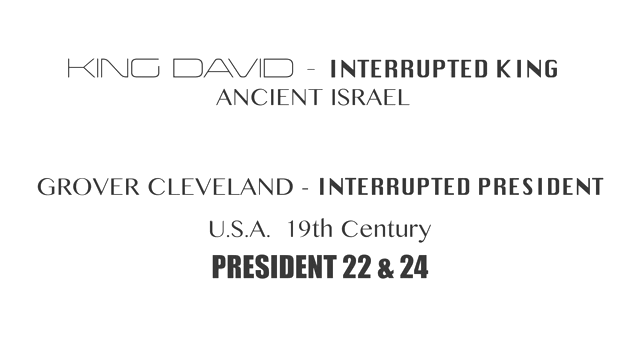 KING DAVID - INTERRUPTED KING
ANCIENT ISRAEL
GROVER CLEVELAND - INTERRUPTED PRESIDENT
U.S.A. 19th Century
PRESIDENT 22 & 24